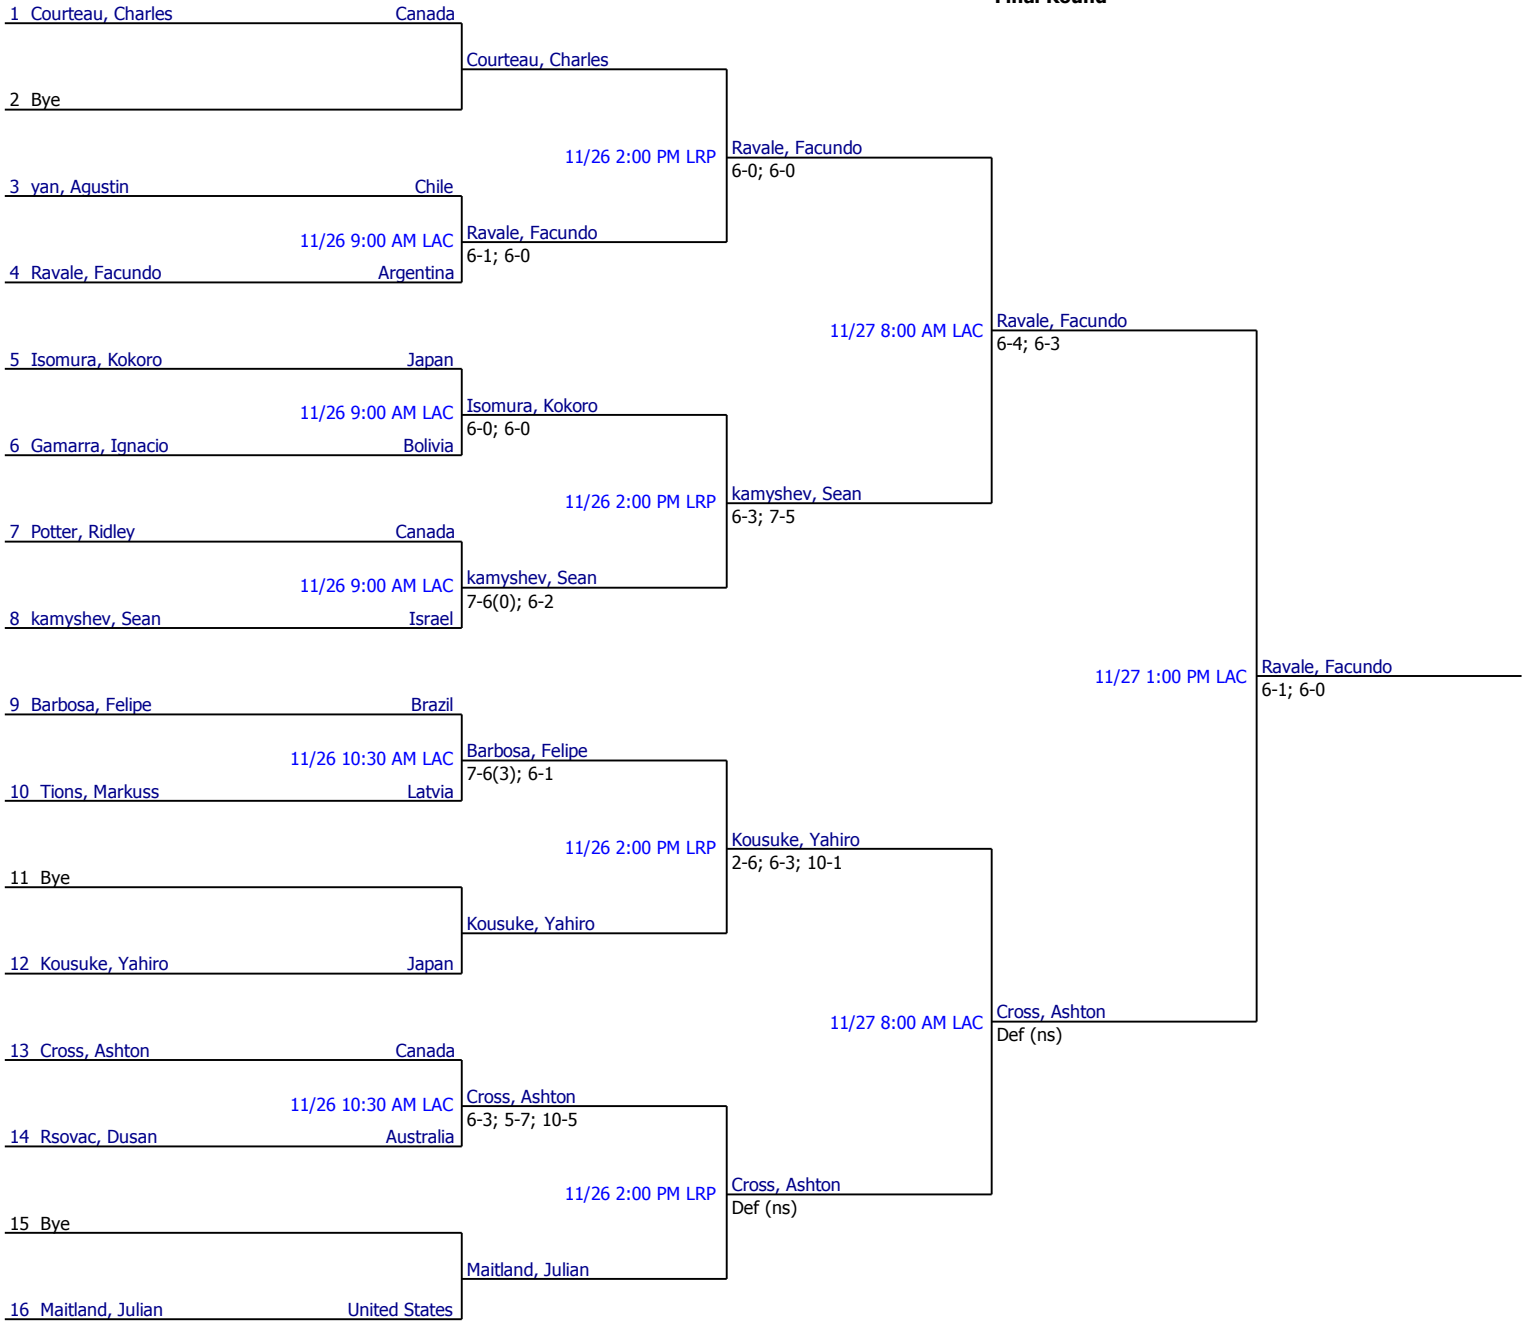 Final Round
1 Courteau, Charles Canada
Courteau, Charles
2 Bye
11/26 2:00 PM LRP Ravale, Facundo
6-0; 6-0
3 yan, Agustin Chile
11/26 9:00 AM LAC Ravale, Facundo
6-1; 6-0
4 Ravale, Facundo Argentina
11/27 8:00 AM LAC Ravale, Facundo
6-4; 6-3
5 Isomura, Kokoro Japan
11/26 9:00 AM LAC Isomura, Kokoro
6-0; 6-0
6 Gamarra, Ignacio Bolivia
11/26 2:00 PM LRP kamyshev, Sean
6-3; 7-5
7 Potter, Ridley Canada
11/26 9:00 AM LAC kamyshev, Sean
7-6(0); 6-2
8 kamyshev, Sean Israel
11/27 1:00 PM LAC Ravale, Facundo
6-1; 6-0
9 Barbosa, Felipe Brazil
11/26 10:30 AM LAC Barbosa, Felipe
7-6(3); 6-1
10 Tions, Markuss Latvia
11/26 2:00 PM LRP Kousuke, Yahiro
2-6; 6-3; 10-1
11 Bye
Kousuke, Yahiro
12 Kousuke, Yahiro Japan
11/27 8:00 AM LAC Cross, Ashton
Def (ns)
13 Cross, Ashton Canada
11/26 10:30 AM LAC Cross, Ashton
6-3; 5-7; 10-5
14 Rsovac, Dusan Australia
11/26 2:00 PM LRP Cross, Ashton
Def (ns)
15 Bye
Maitland, Julian
16 Maitland, Julian United States